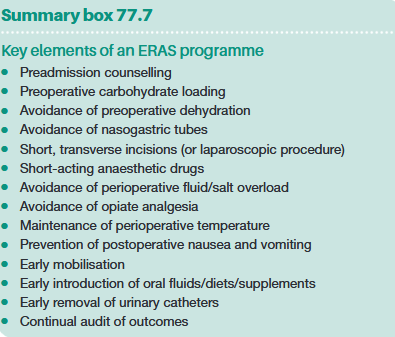 Summary box 77.7
Key elements of an ERAS programme
● Preadmission counselling
● Preoperative carbohydrate loading
● Avoidance of preoperative dehydration
● Avoidance of nasogastric tubes
● Short, transverse incisions (or laparoscopic procedure)
● Short-acting anaesthetic drugs
● Avoidance of perioperative fluid/salt overload
● Avoidance of opiate analgesia
● Maintenance of perioperative temperature
● Prevention of postoperative nausea and vomiting
● Early mobilisation
● Early introduction of oral fluids/diets/supplements
● Early removal of urinary catheters
● Continual audit of outcomes